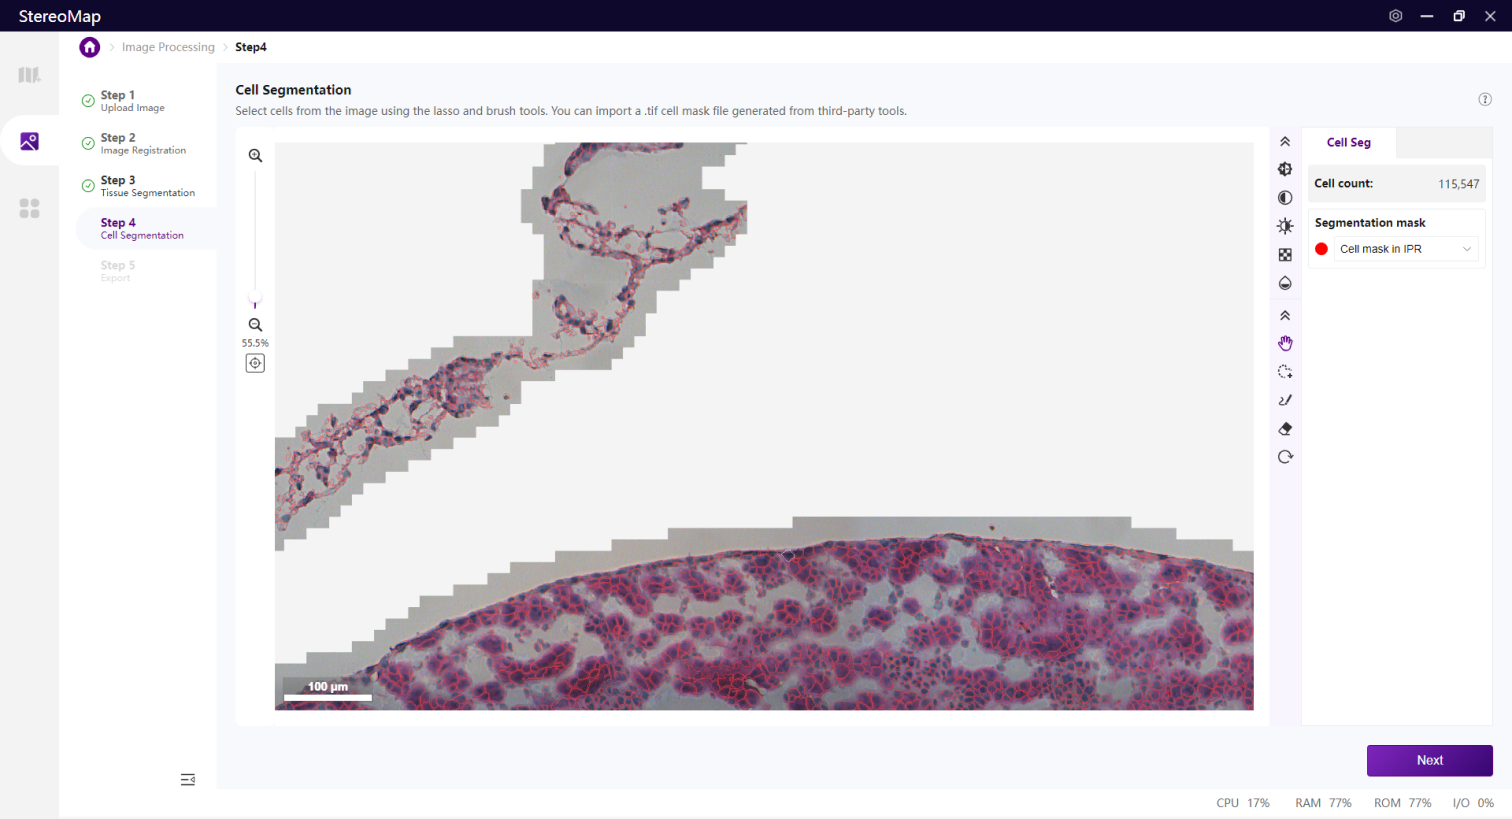 StereoMap
Image Processing
Step4
Step 1
Upload Image
Step 2
Image Registration
Step 3
Tissue Segmentation
Step 4
Cell Segmentation
Step 5
Export
Cell Segmentation
Select cells from the image using the lasso and brush tools. You can import a .tif cell mask file generated from third-party tools.
55.5%
100 μm
Cell Seg
Cell count: 115,547
Segmentation mask
Cell mask in IPR
Next
CPU 17% RAM 77% ROM 77% I/O 0%